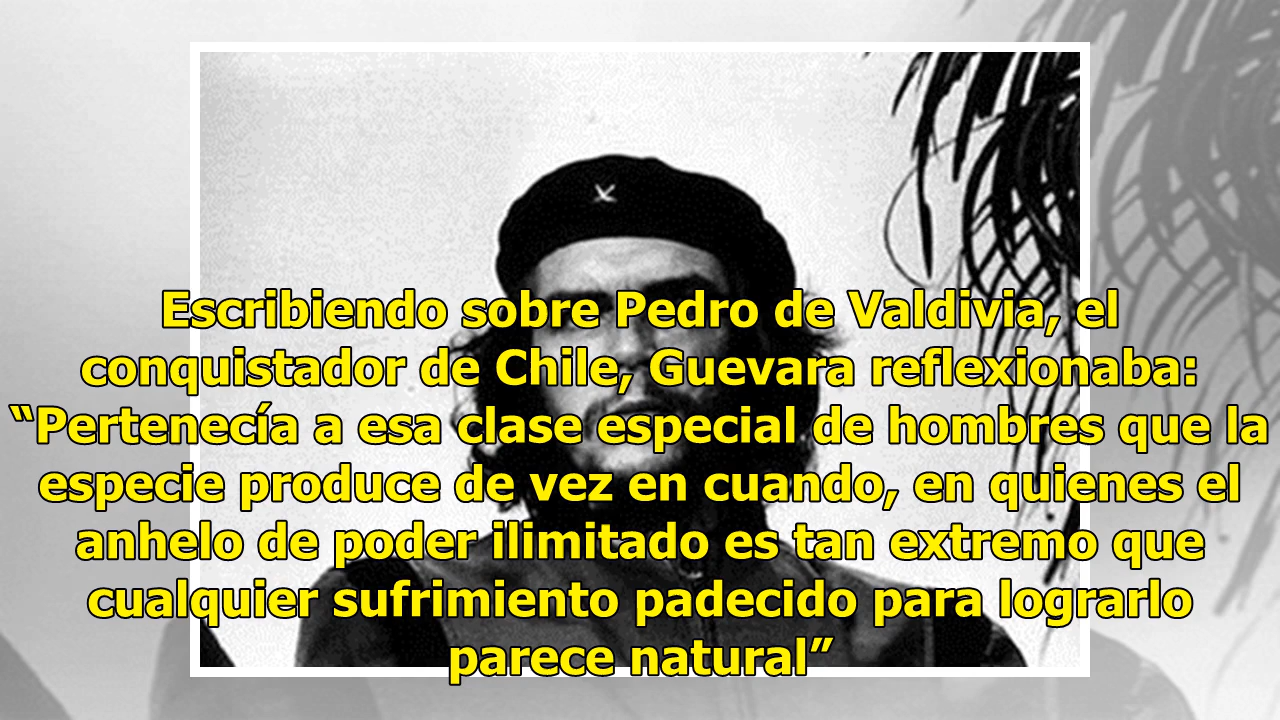 Escribiendo sobre Pedro de Valdivia, el
conquistador de Chile, Guevara reflexionaba:
“Pertenecía a esa clase especial de hombres que la
especie produce de vez en cuando, en quienes el
anhelo de poder ilimitado es tan extremo que
cualquier sufrimiento padecido para lograrlo
parece natural”